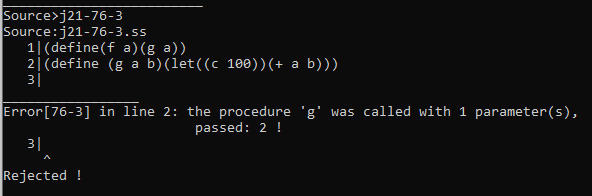 Source>j21-76-3
Source:j21-76-3.ss
1|(define(f a)(g a))
2|(define (g a b)(let((c 100))(+ a b)))
3|
Error[76-3] in line 2: the procedure 'g' was called with 1 parameter(s),
passed: 2 !
3|
^
Rejected !